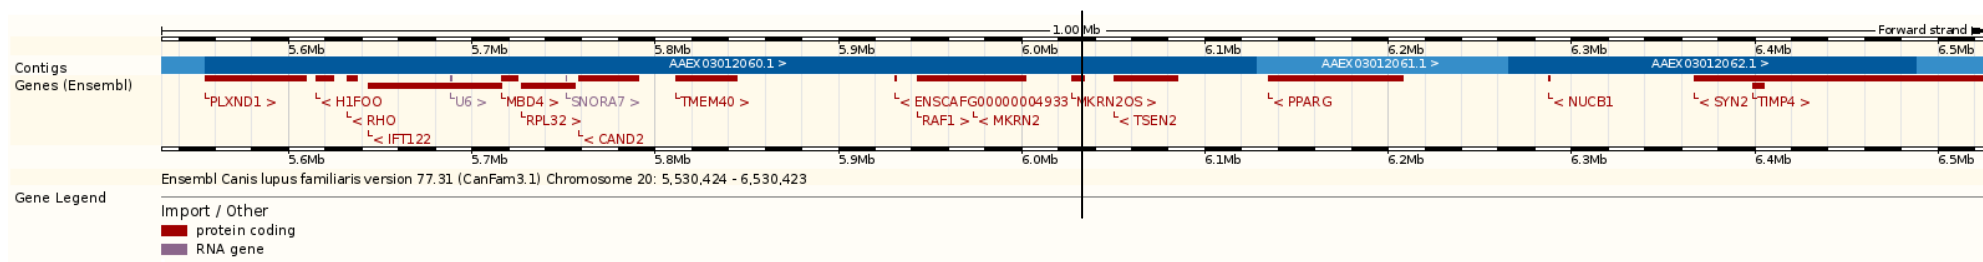 1.00 Mb Forward strand
5.6Mb 5.7Mb 5.8Mb 5.9Mb 6.0Mb 6.1Mb 6.2Mb 6.3Mb 6.4Mb 6.5Mb
Contigs AAEX03012060.1 > AAEX03012061.1 > AAEX03012062.1 >
Genes (Ensembl)
PLXND1 > < H1FOO U6 > MBD4 > SNORA7 > TMEM40 > < ENSCAFG00000004933 MKRN2OS > < PPARG < NUCB1 < SYN2 TIMP4 >
< RHO RPL32 > RAF1 > < MKRN2 < TSEN2
< IFT122 < CAND2
5.6Mb 5.7Mb 5.8Mb 5.9Mb 6.0Mb 6.1Mb 6.2Mb 6.3Mb 6.4Mb 6.5Mb
Ensembl Canis lupus familiaris version 77.31 (CanFam3.1) Chromosome 20: 5,530,424 - 6,530,423
Gene Legend
Import / Other
protein coding
RNA gene